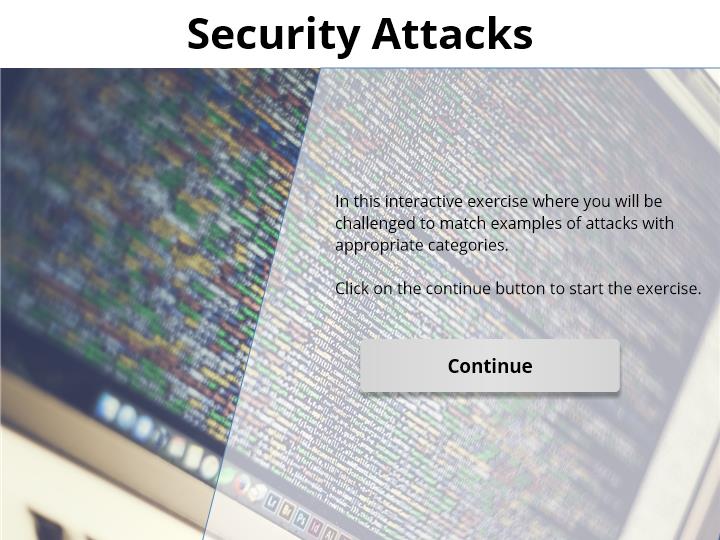 Security Attacks
In this interactive exercise where you will be
challenged to match examples of attacks with
appropriate categories.
Click on the continue button to start the exercise.
Continue